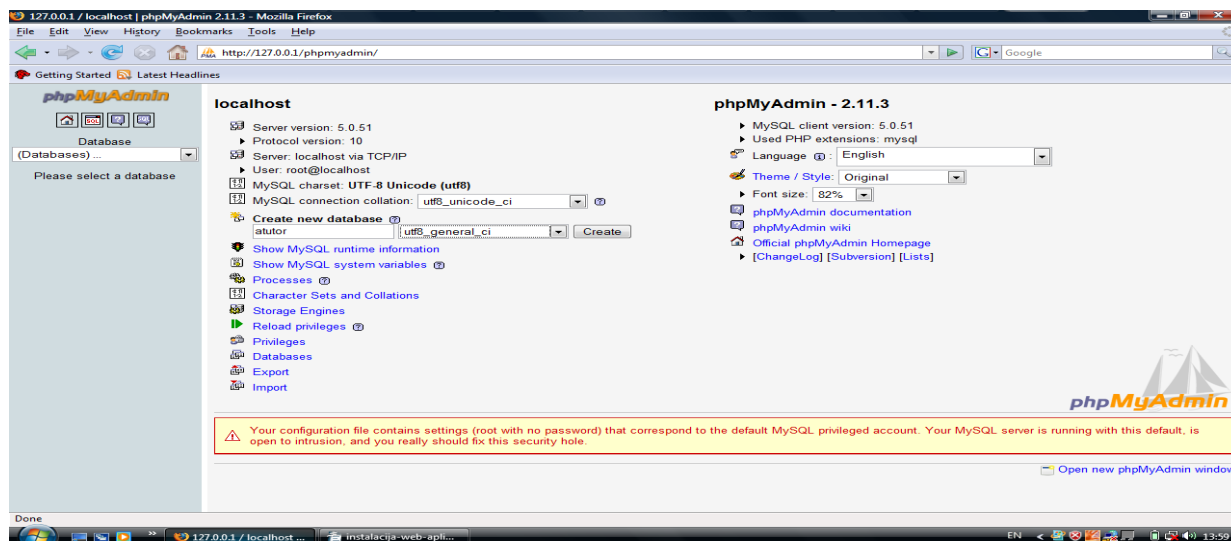 127.0.0.1 / localhost | phpMyAdmin 2.11.3 - Mozilla Firefox
File Edit View History Bookmarks Tools Help
http://127.0.0.1/phpmyadmin/
Google
Getting Started Latest Headlines
phpMyAdmin
Database
(Databases) ...
Please select a database
localhost
Server version: 5.0.51
Protocol version: 10
Server: localhost via TCP/IP
User: root@localhost
MySQL charset: UTF-8 Unicode (utf8)
MySQL connection collation: utf8_unicode_ci
Create new database
atutor utf8_general_ci Create
Show MySQL runtime information
Show MySQL system variables
Processes
Character Sets and Collations
Storage Engines
Reload privileges
Privileges
Databases
Export
Import
phpMyAdmin - 2.11.3
MySQL client version: 5.0.51
Used PHP extensions: mysql
Language : English
Theme / Style: Original
Font size: 82%
phpMyAdmin documentation
phpMyAdmin wiki
Official phpMyAdmin Homepage
[ChangeLog] [Subversion] [Lists]
phpMyAdmin
Your configuration file contains settings (root with no password) that correspond to the default MySQL privileged account. Your MySQL server is running with this default, is
open to intrusion, and you really should fix this security hole.
Open new phpMyAdmin window
Done
127.0.0.1 / localhost ... instalacija-web-apli... EN 13:59